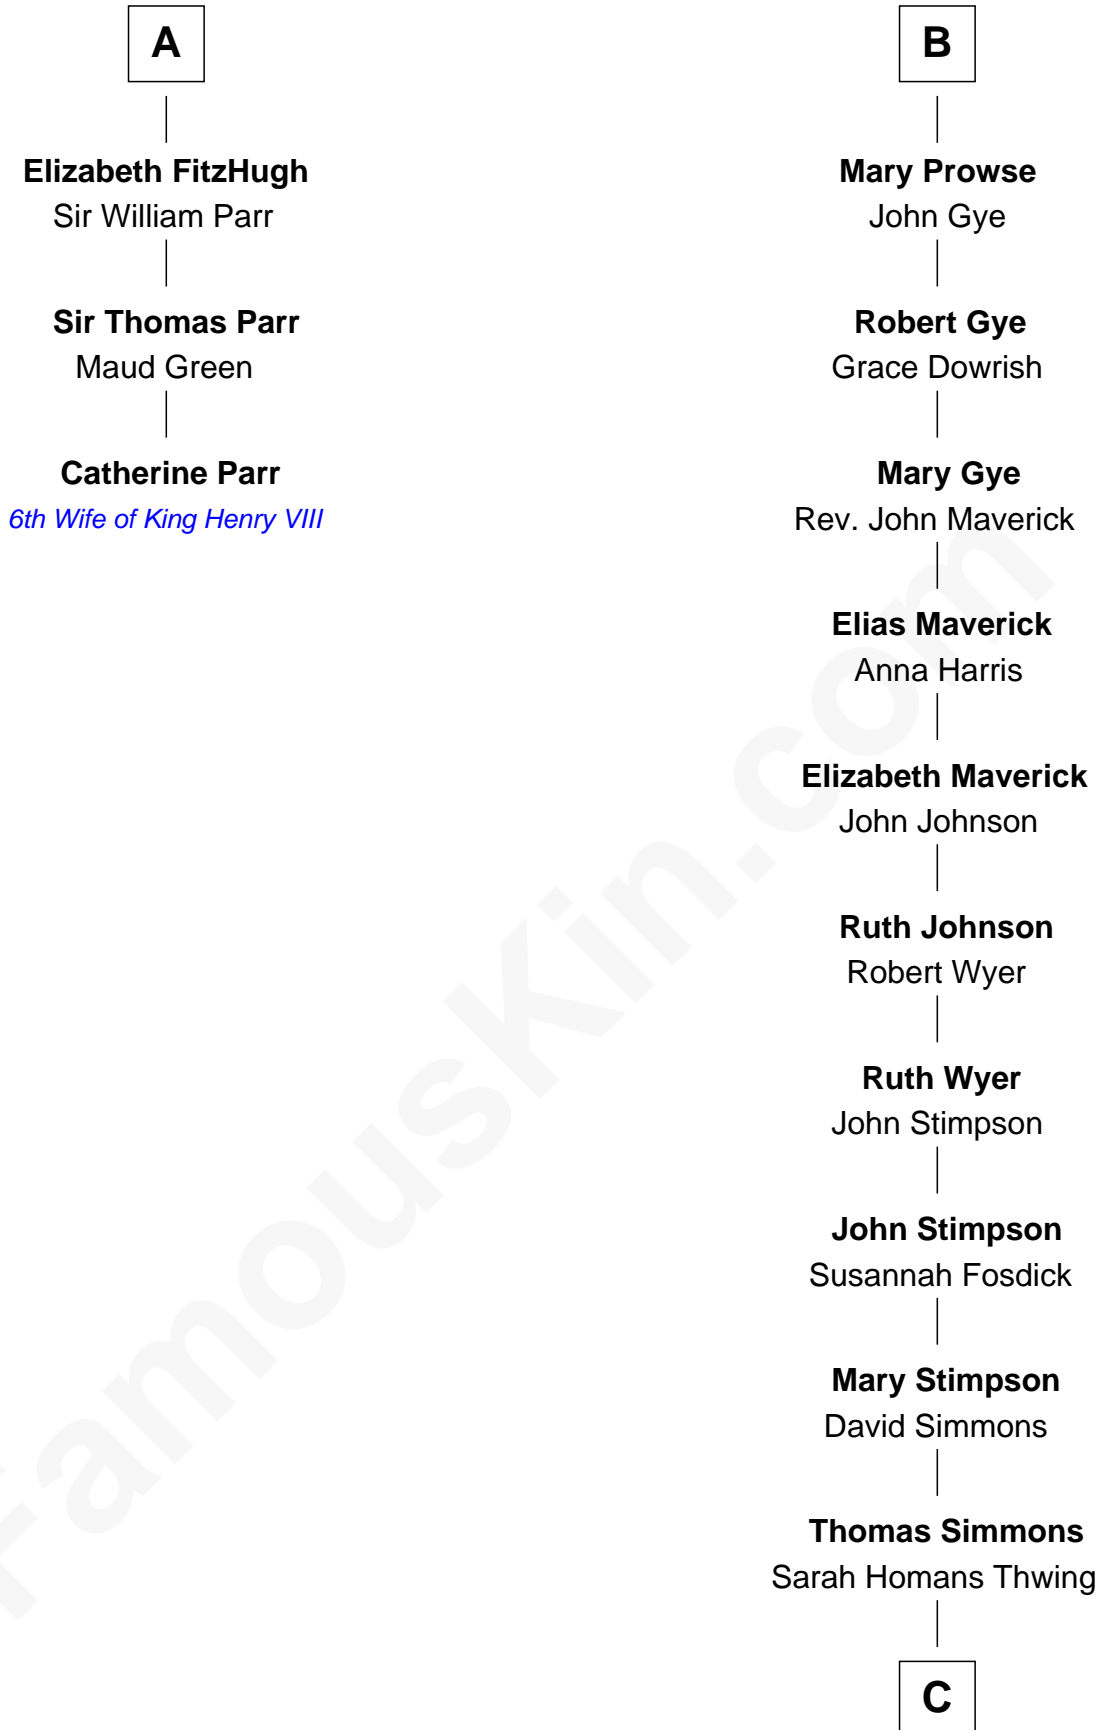 A
Elizabeth FitzHugh
Sir William Parr
Sir Thomas Parr
Maud Green
Catherine Parr
6th Wife of King Henry VIII
B
Mary Prowse
John Gye
Robert Gye
Grace Dowrish
Mary Gye
Rev. John Maverick
Elias Maverick
Anna Harris
Elizabeth Maverick
John Johnson
Ruth Johnson
Robert Wyer
Ruth Wyer
John Stimpson
John Stimpson
Susannah Fosdick
Mary Stimpson
David Simmons
Thomas Simmons
Sarah Homans Thwing
C
FamousKin.com